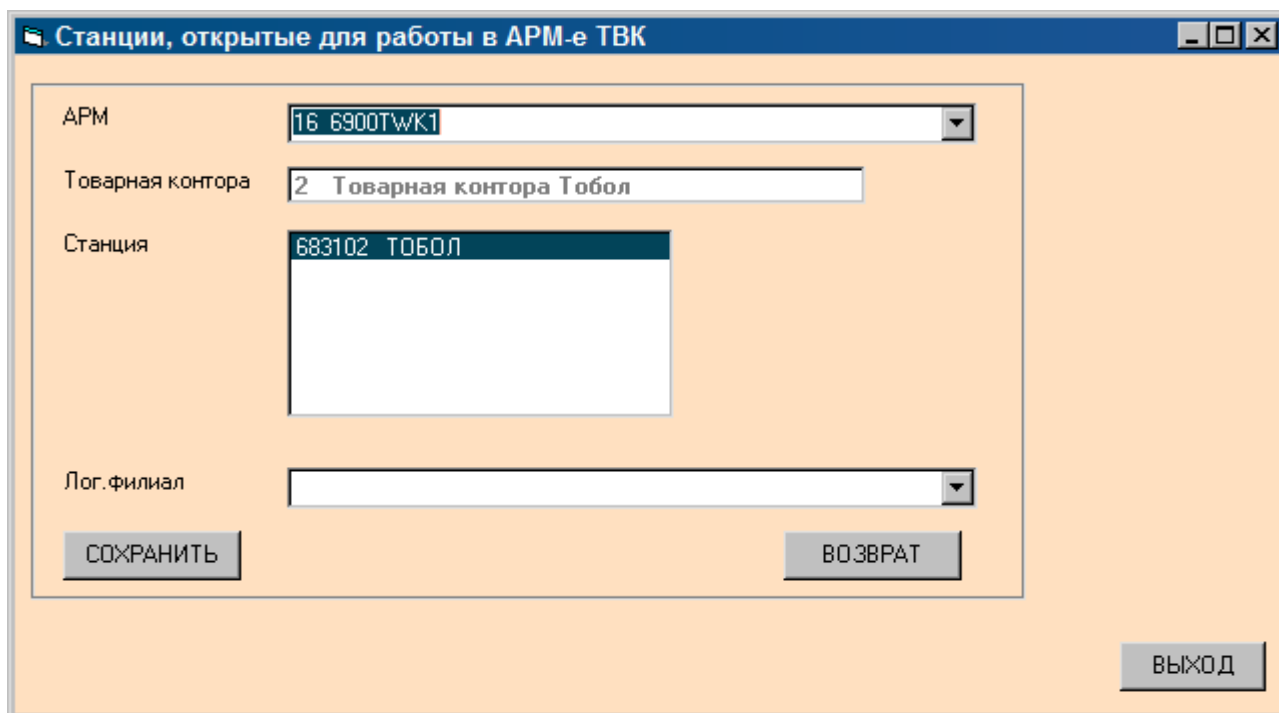 Станции, открытые для работы в АРМ-е ТВК
АРМ
16 6900TWK1
Товарная контора
2 Товарная контора Тобол
Станция
683102 ТОБОЛ
Лог.филиал
СОХРАНИТЬ
ВОЗВРАТ
ВЫХОД